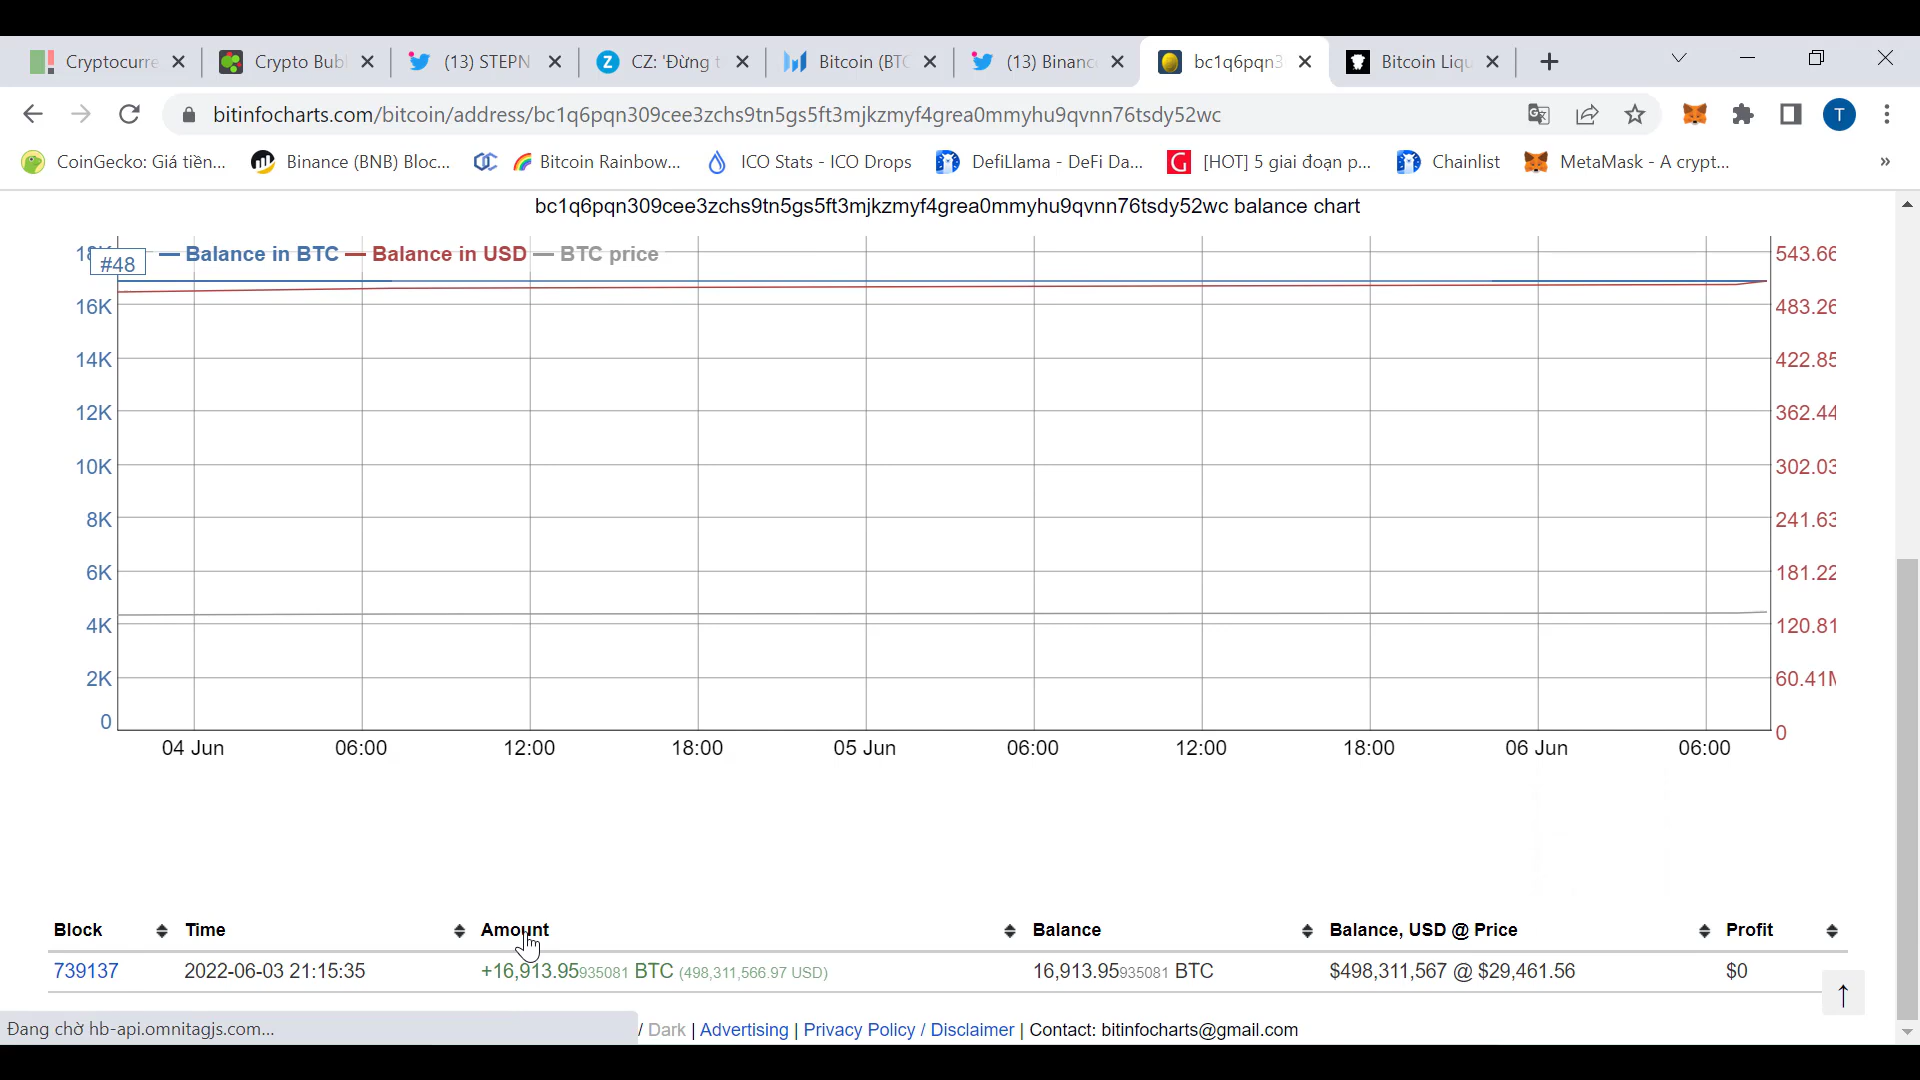 Cryptocurre
Crypto Bubl
(13) STEPN
CZ: 'Đừng t
Bitcoin (BTC
(13) Binanc
bc1q6pqn3
Bitcoin Liqu
bitinfocharts.com/bitcoin/address/bc1q6pqn309cee3zchs9tn5gs5ft3mjkzmyf4grea0mmyhu9qvnn76tsdy52wc
T
CoinGecko: Giá tiền...
Binance (BNB) Bloc...
Bitcoin Rainbow...
ICO Stats - ICO Drops
DefiLlama - DeFi Da...
[HOT] 5 giai đoạn p...
Chainlist
MetaMask - A crypt...
»
bc1q6pqn309cee3zchs9tn5gs5ft3mjkzmyf4grea0mmyhu9qvnn76tsdy52wc balance chart
18K
#48
Balance in BTC
Balance in USD
BTC price
543.66
16K
483.26
14K
422.85
12K
362.44
10K
302.03
8K
241.63
6K
181.22
4K
120.81
2K
60.41M
0
0
04 Jun 06:00 12:00 18:00 05 Jun 06:00 12:00 18:00 06 Jun 06:00
Block Time Amount Balance Balance, USD @ Price Profit
739137 2022-06-03 21:15:35 +16,913.95935081 BTC (498,311,566.97 USD) 16,913.95935081 BTC $498,311,567 @ $29,461.56 $0
Đang chờ hb-api.omnitagjs.com...
/ Dark | Advertising | Privacy Policy / Disclaimer | Contact: bitinfocharts@gmail.com